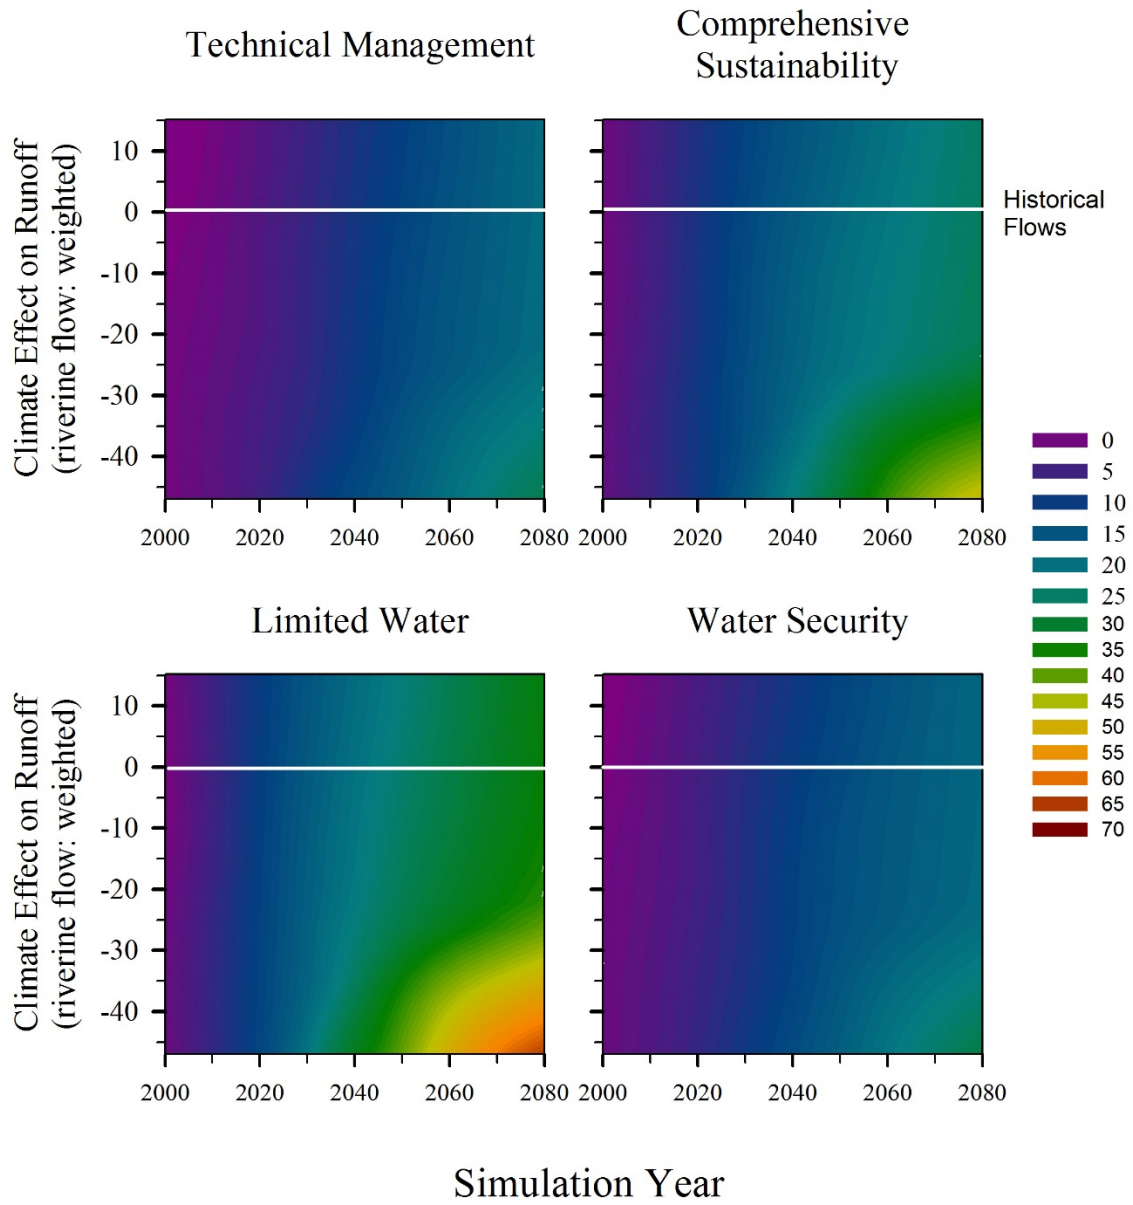 Technical Management
Comprehensive
Sustainability
Climate Effect on Runoff
(riverine flow: weighted)
10
0
-10
-20
-30
-40
2000 2020 2040 2060 2080
2000 2020 2040 2060 2080
Historical
Flows
0
5
10
15
20
25
30
35
40
45
50
55
60
65
70
Limited Water
Water Security
Climate Effect on Runoff
(riverine flow: weighted)
10
0
-10
-20
-30
-40
2000 2020 2040 2060 2080
2000 2020 2040 2060 2080
Simulation Year